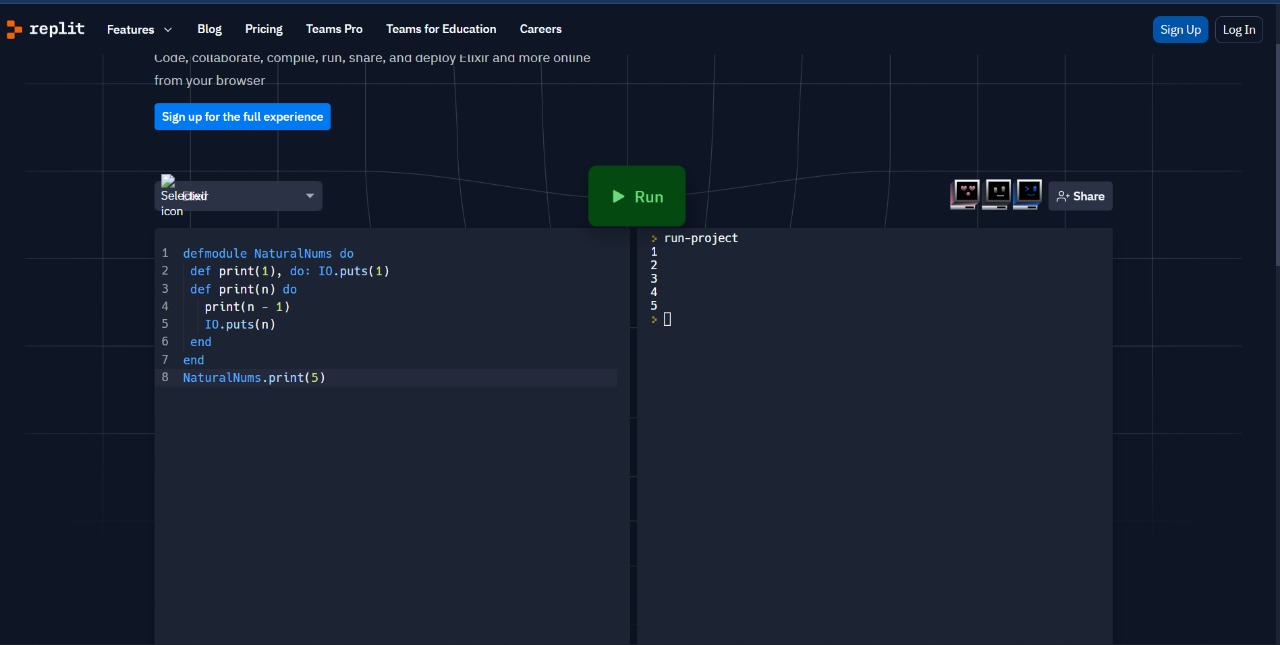 replit Features Blog Pricing Teams Pro Teams for Education Careers Sign Up Log In
Code, collaborate, compile, run, share, and deploy Elixir and more online
from your browser
Sign up for the full experience
Selected
icon
Elixir
Run
Share
1 defmodule NaturalNums do
2 def print(1), do: IO.puts(1)
3 def print(n) do
4 print(n - 1)
5 IO.puts(n)
6 end
7 end
8 NaturalNums.print(5)
> run-project
1
2
3
4
5
>